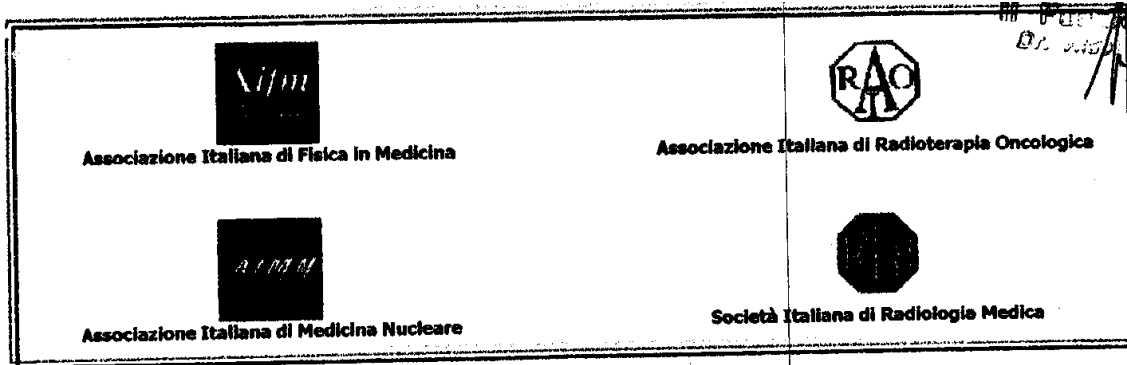 Aifm
Associazione Italiana di Fisica in Medicina
RAO
Associazione Italiana di Radioterapia Oncologica
AIMN
Associazione Italiana di Medicina Nucleare
Società Italiana di Radiologia Medica